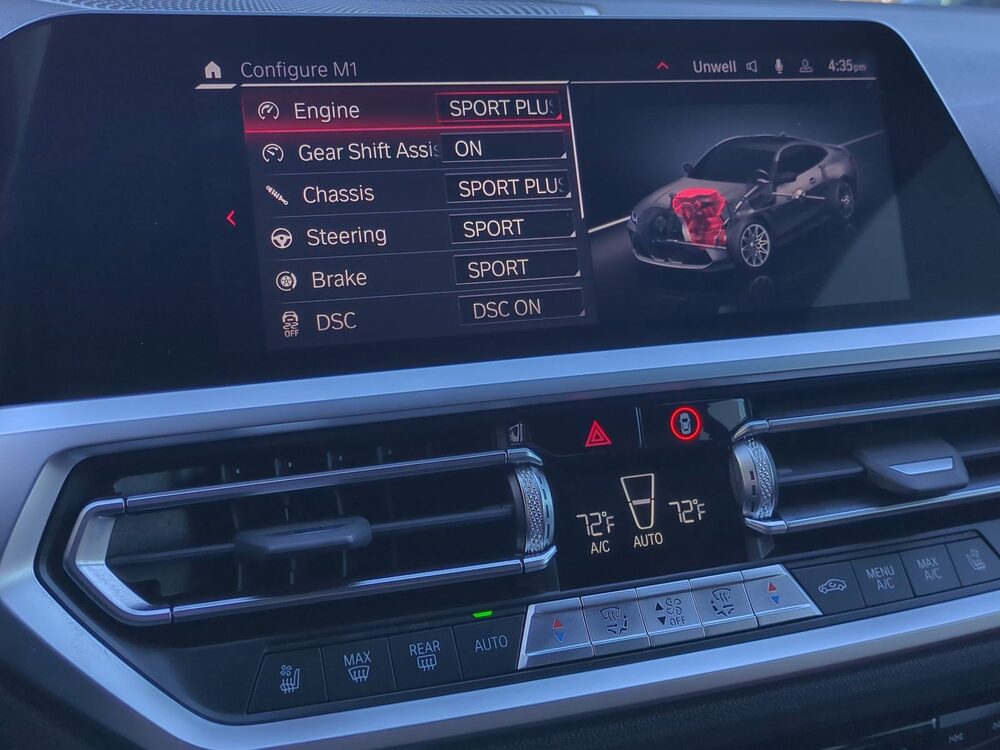 Configure M1
Unwell 4:35pm
Engine SPORT PLUS
Gear Shift Assis ON
Chassis SPORT PLUS
Steering SPORT
Brake SPORT
DSC DSC ON
OFF
72°F 72°F
A/C AUTO
MENU A/C
MAX A/C
OFF
AUTO
REAR
MAX